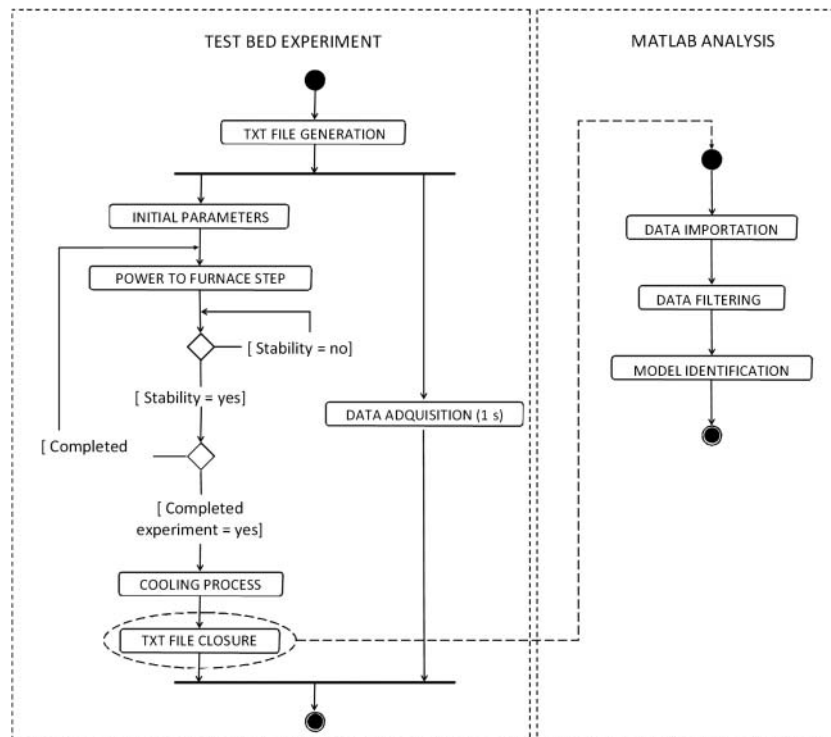 TEST BED EXPERIMENT
TXT FILE GENERATION
INITIAL PARAMETERS
POWER TO FURNACE STEP
[ Stability = no]
[ Stability = yes]
DATA ADQUISITION (1 s)
[ Completed
[ Completed
experiment = yes]
COOLING PROCESS
TXT FILE CLOSURE
MATLAB ANALYSIS
DATA IMPORTATION
DATA FILTERING
MODEL IDENTIFICATION